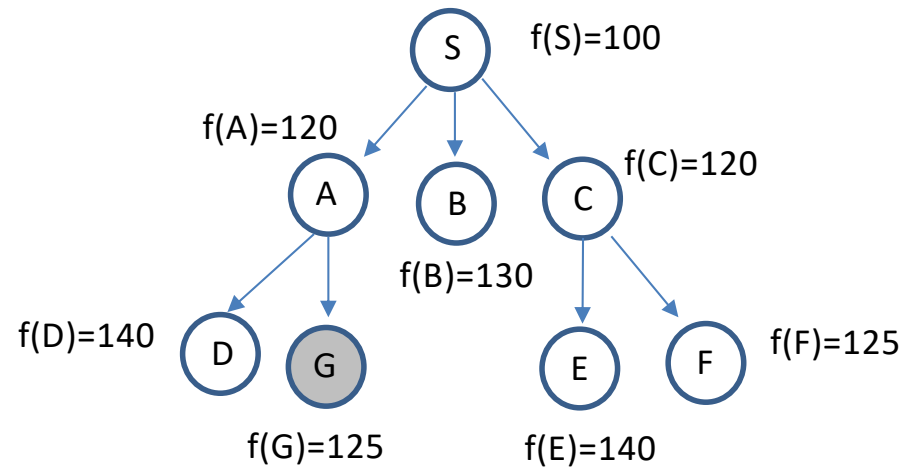 S
f(S)=100
f(A)=120
f(C)=120
A
B
C
f(B)=130
f(D)=140
D
G
E
F
f(F)=125
f(G)=125
f(E)=140